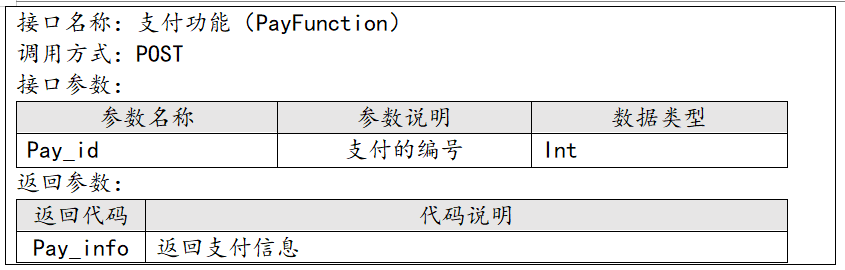 接口名称：支付功能（PayFunction）
调用方式：POST
接口参数：
参数名称 参数说明 数据类型
Pay_id 支付的编号 Int
返回参数：
返回代码 代码说明
Pay_info 返回支付信息